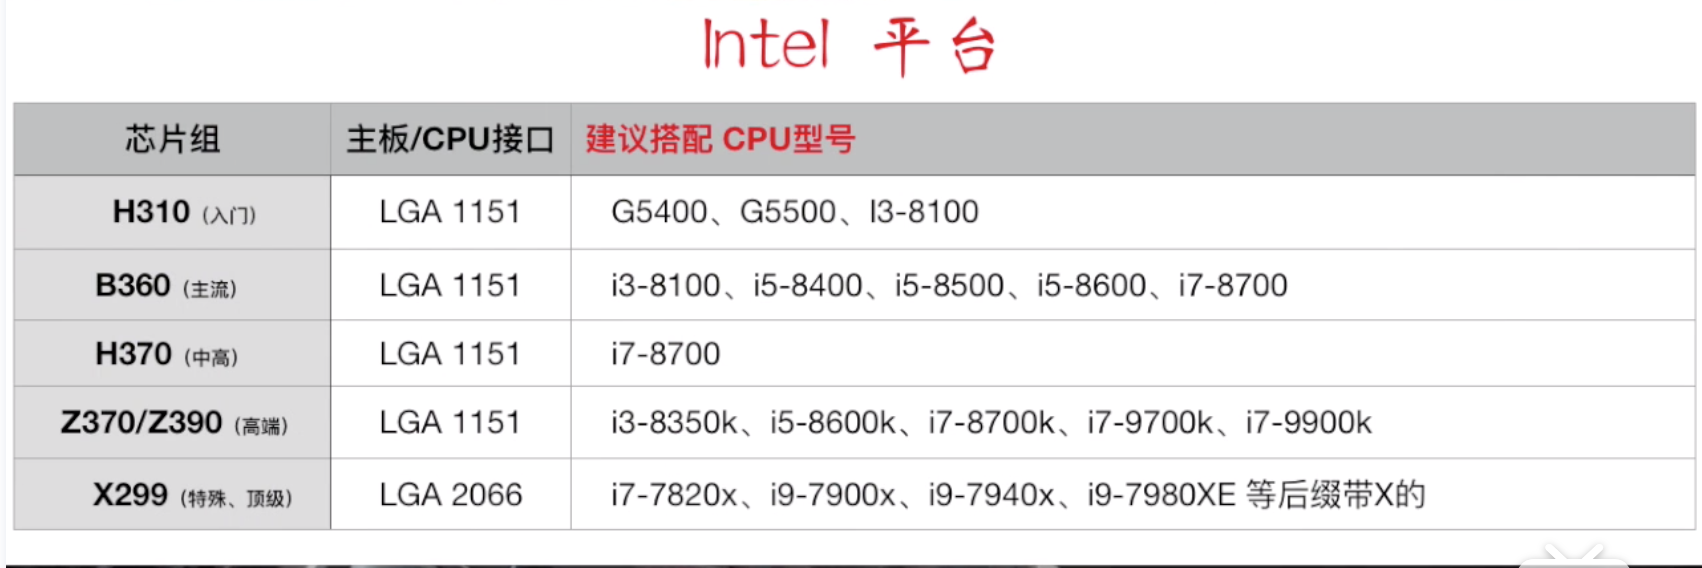 Intel 平台
芯片组 主板/CPU接口 建议搭配 CPU型号
H310 (入门) LGA 1151 G5400、G5500、I3-8100
B360 (主流) LGA 1151 i3-8100、i5-8400、i5-8500、i5-8600、i7-8700
H370 (中高) LGA 1151 i7-8700
Z370/Z390 (高端) LGA 1151 i3-8350k、i5-8600k、i7-8700k、i7-9700k、i7-9900k
X299 (特殊、顶级) LGA 2066 i7-7820x、i9-7900x、i9-7940x、i9-7980XE 等后缀带X的